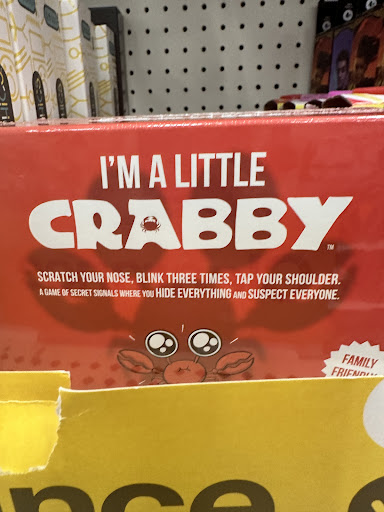 I'M A LITTLE
CRABBY™
SCRATCH YOUR NOSE, BLINK THREE TIMES, TAP YOUR SHOULDER.
A GAME OF SECRET SIGNALS WHERE YOU HIDE EVERYTHING AND SUSPECT EVERYONE.
FAMILY